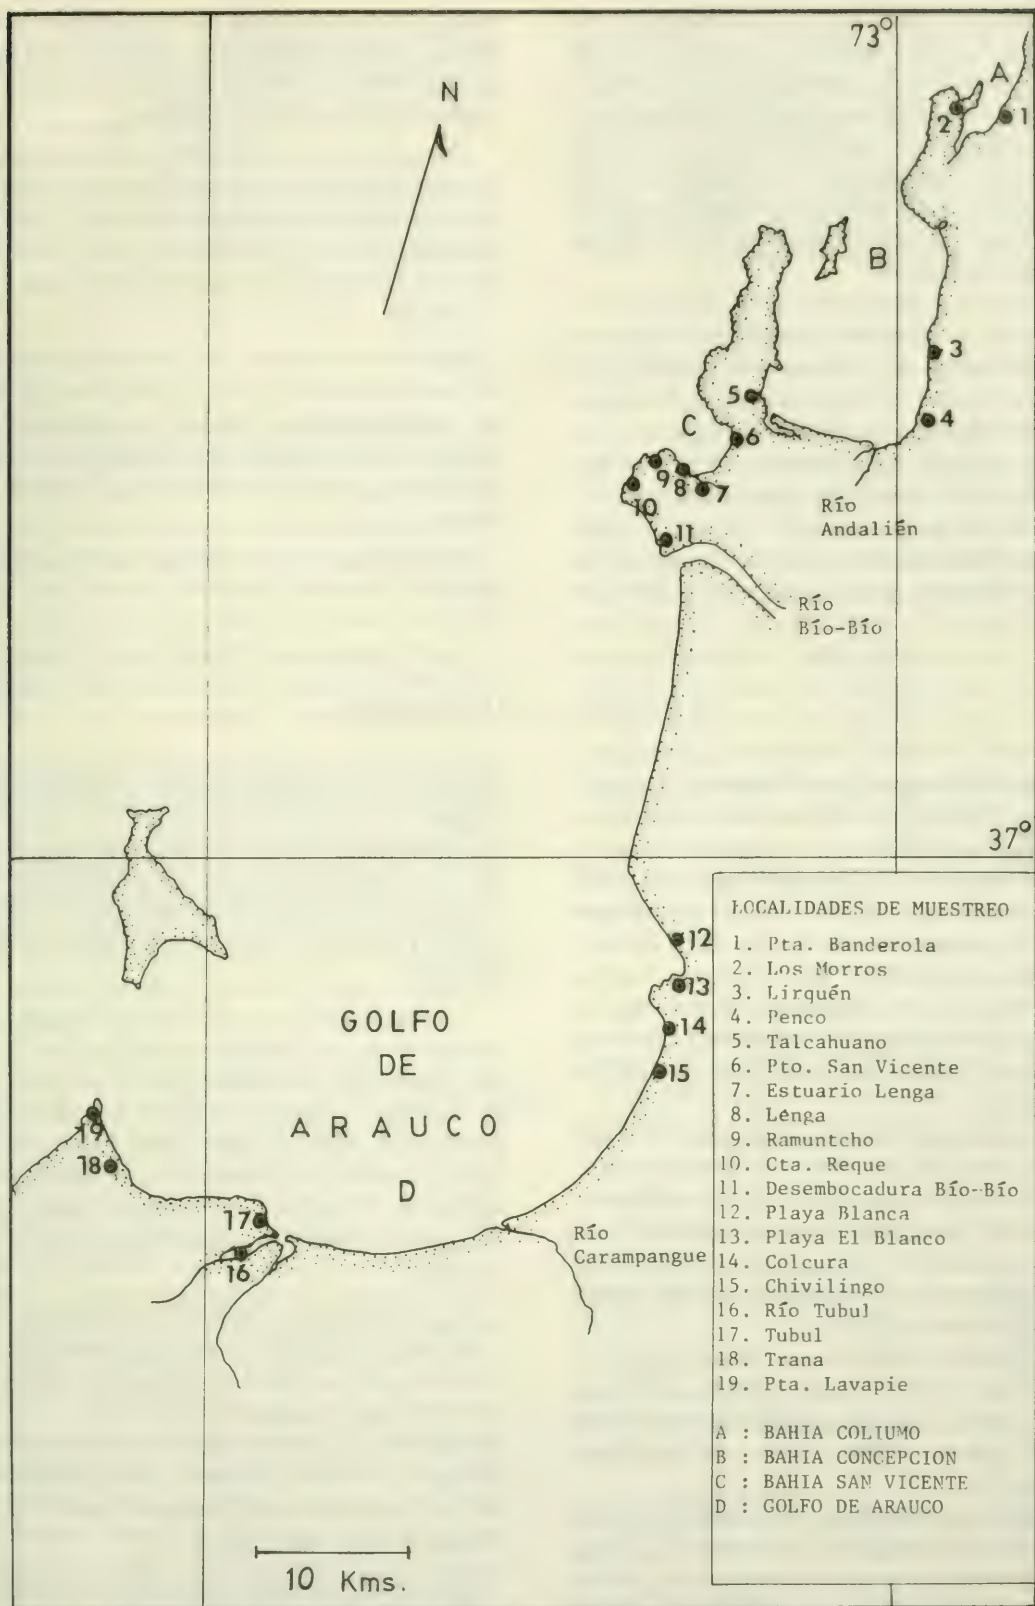 73°
N
A
1
2
B
3
5
4
C
6
9
8
7
10
11
Río
Andalién
Río
Bío-Bío
37°
12
13
14
15
GOLFO
DE
ARAUCO
D
19
18
17
16
Río
Carampangue
10 Kms.
LOCALIDADES DE MUESTREO
1. Pta. Banderola
2. Los Morros
3. Lirquén
4. Penco
5. Talcahuano
6. Pto. San Vicente
7. Estuario Lenga
8. Lenga
9. Ramuntcho
10. Cta. Reque
11. Desembocadura Bío-Bío
12. Playa Blanca
13. Playa El Blanco
14. Colcura
15. Chivilingo
16. Río Tubul
17. Tubul
18. Trana
19. Pta. Lavapie
A : BAHIA COLIUMO
B : BAHIA CONCEPCION
C : BAHIA SAN VICENTE
D : GOLFO DE ARAUCO